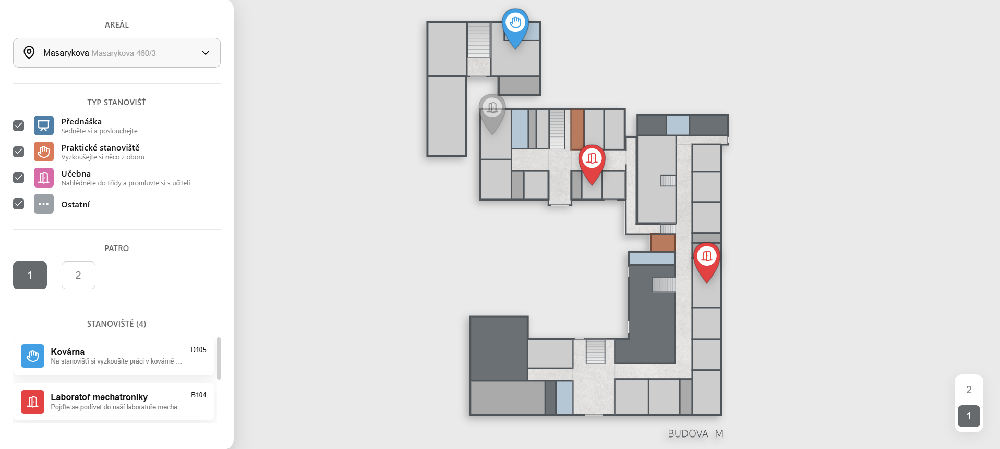 AREÁL
Masarykova Masarykova 460/3
TYP STANOVIŠŤ
Přednáška
Sedněte si a poslouchejte
Praktické stanoviště
Vyzkoušejte si něco z oboru
Učebna
Nahlédněte do třídy a promluvte si s učiteli
Ostatní
PATRO
1 2
STANOVIŠTĚ (4)
Kovárna D105
Na stanovišťi si vyzkoušíte práci v kovárně ...
Laboratoř mechatroniky B104
Pojďte se podívat do naší laboratoře mecha...
2
1
BUDOVA M